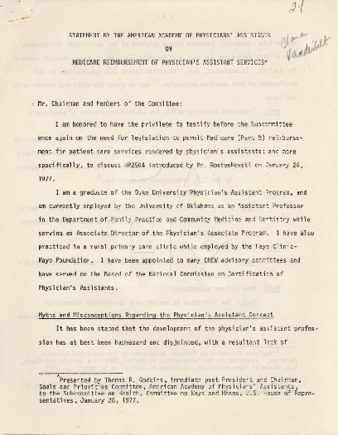 24
Vanderbilt
STATEMENT BY THE AMERICAN ACADEMY OF PHYSICIANS' ASSISTANTS
ON
MEDICARE REIMBURSEMENT OF PHYSICIAN'S ASSISTANT SERVICES*
Mr. Chairman and Members of the Committee:
I am honored to have the privilege to testify before the Subcommittee
once again on the need for legislation to permit Medicare (Part B) reimburse-
ment for patient care services rendered by physician's assistants; and more
specifically, to discuss HR2504 introduced by Mr. Rostenkowski on January 26,
1977.
I am a graduate of the Duke University Physician's Assistant Program, and
am currently employed by the University of Oklahoma as an Assistant Professor
in the Department of Family Practice and Community Medicine and Dentistry while
serving as Associate Director of the Physician's Associate Program. I have also
practiced in a rural primary care clinic while employed by the Mayo Clinic-
Mayo Foundation. I have been appointed to many DHEW advisory committees and
have served on the Board of the National Commission on Certification of
Physician's Assistants.
Myths and Misconceptions Regarding the Physician's Assistant Concept
It has been stated that the development of the physician's assistant profes-
sion has at best been haphazard and disjointed, with a resultant lack of
*Presented by Thomas R. Godkins, immediate past President and Chairman,
Goals and Priorities Committee, American Academy of Physicians' Assistants,
to the Subcommittee on Health, Committee on Ways and Means, U.S. House of Repre-
sentatives, January 28, 1977.